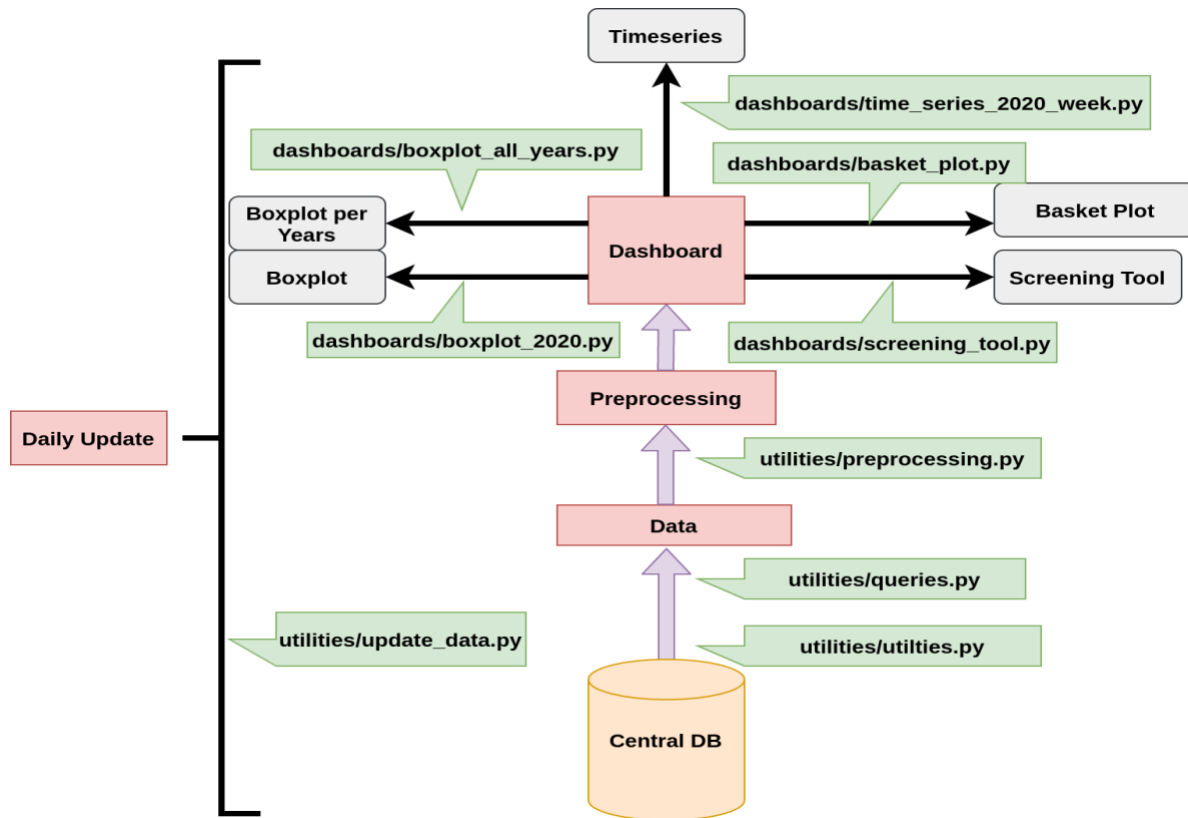 Timeseries
dashboards/time_series_2020_week.py
dashboards/boxplot_all_years.py
dashboards/basket_plot.py
Boxplot per
Years
Basket Plot
Dashboard
Boxplot
Screening Tool
dashboards/boxplot_2020.py
dashboards/screening_tool.py
Preprocessing
Daily Update
utilities/preprocessing.py
Data
utilities/queries.py
utilities/update_data.py
utilities/utilties.py
Central DB